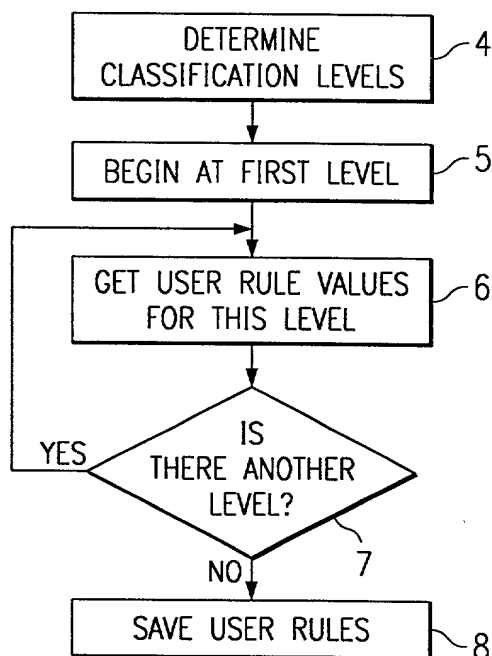 DETERMINE
CLASSIFICATION LEVELS
4
BEGIN AT FIRST LEVEL
5
GET USER RULE VALUES
FOR THIS LEVEL
6
IS
THERE ANOTHER
LEVEL?
YES
7
NO
SAVE USER RULES
8